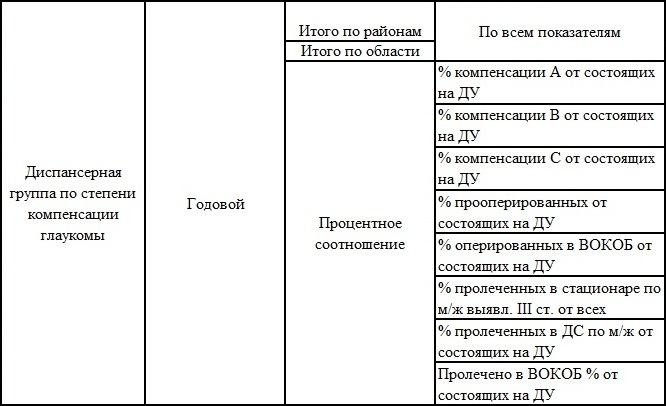 Диспансерная
группа по степени
компенсации
глаукомы
Годовой
Итого по районам
Итого по области
Процентное
соотношение
По всем показателям
% компенсации А от состоящих
на ДУ
% компенсации В от состоящих
на ДУ
% компенсации С от состоящих
на ДУ
% прооперированных от
состоящих на ДУ
% оперированных в ВОКОБ от
состоящих на ДУ
% пролеченных в стационаре по
м/ж выявл. III ст. от всех
% пролеченных в ДС по м/ж от
состоящих на ДУ
Пролечено в ВОКОБ % от
состоящих на ДУ